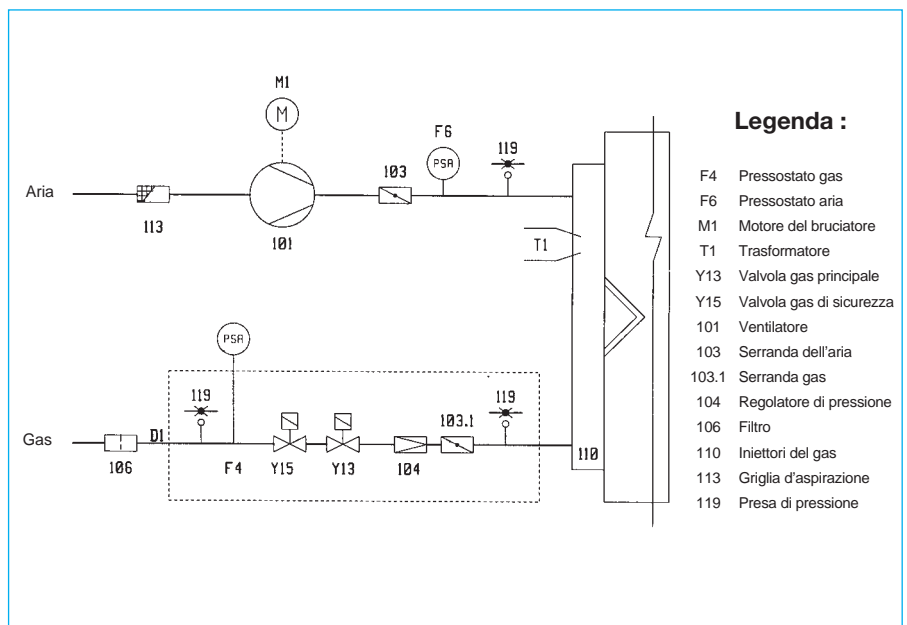 M1
M
Legenda :
F6
119
103
PSA
F4 Pressostato gas
Aria
F6 Pressostato aria
113
M1 Motore del bruciatore
101
T1
T1 Trasformatore
Y13 Valvola gas principale
Y15 Valvola gas di sicurezza
101 Ventilatore
PSA
103 Serranda dell'aria
103.1 Serranda gas
119
119
104 Regolatore di pressione
103.1
Gas
D1
106 Filtro
106
F4
Y15
Y13
104
110
110 Iniettori del gas
113 Griglia d'aspirazione
119 Presa di pressione